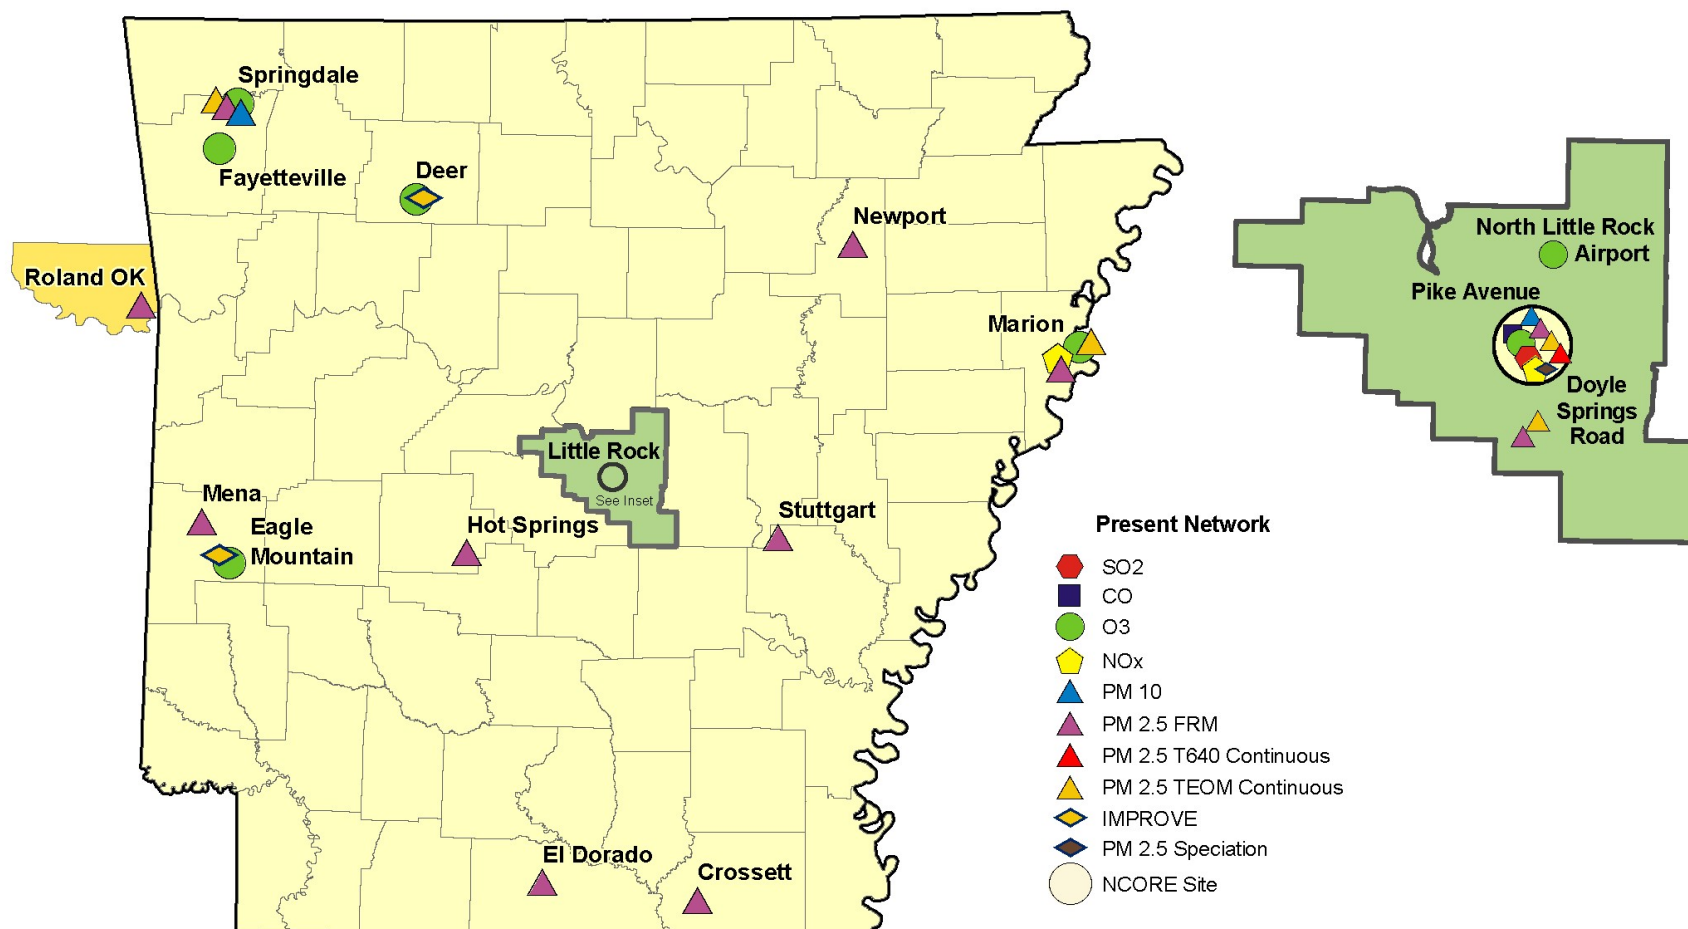 Springdale
Fayetteville
Deer
Newport
Roland OK
Marion
Little Rock
See Inset
Mena
Eagle
Mountain
Hot Springs
Stuttgart
El Dorado
Crossett
North Little Rock
Airport
Pike Avenue
Doyle
Springs
Road
Present Network
SO2
CO
O3
NOx
PM 10
PM 2.5 FRM
PM 2.5 T640 Continuous
PM 2.5 TEOM Continuous
IMPROVE
PM 2.5 Speciation
NCORE Site